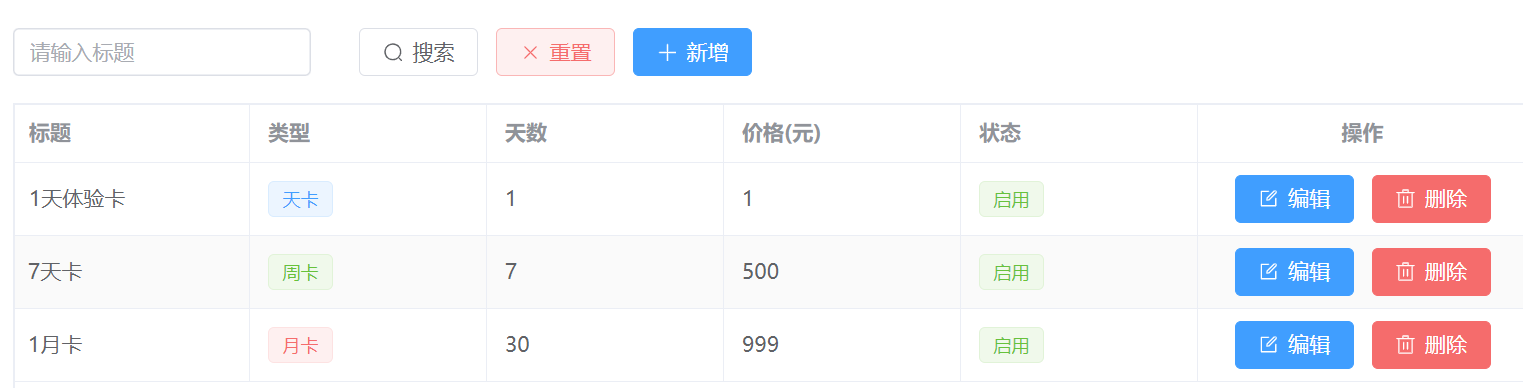 请输入标题 搜索 重置 新增
标题 类型 天数 价格(元) 状态 操作
1天体验卡 天卡 1 1 启用 编辑 删除
7天卡 周卡 7 500 启用 编辑 删除
1月卡 月卡 30 999 启用 编辑 删除